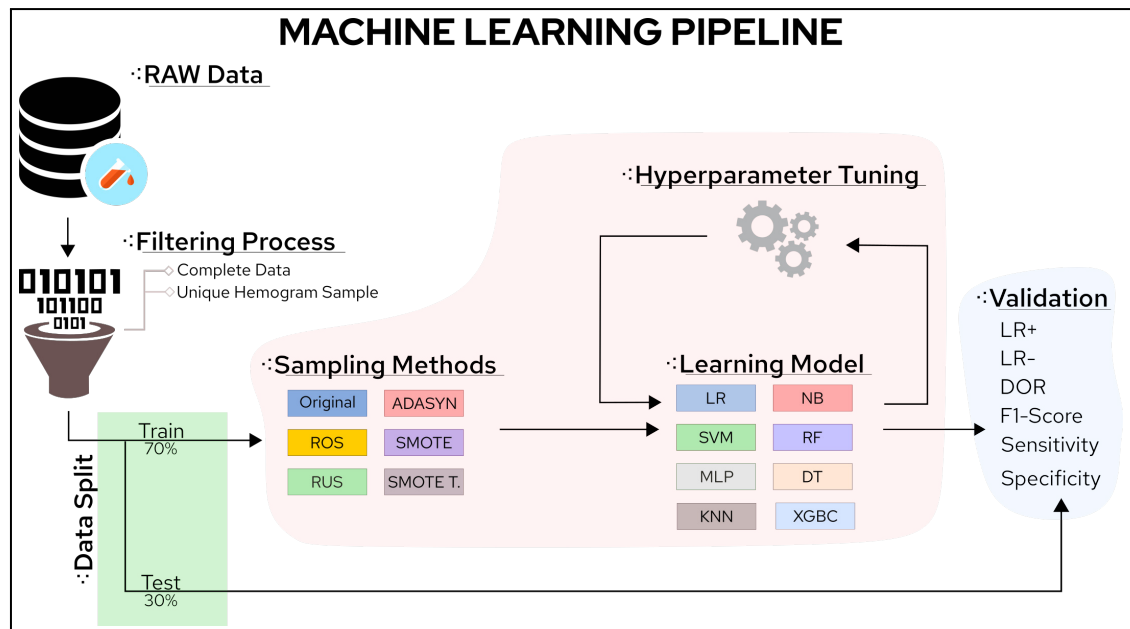 MACHINE LEARNING PIPELINE
RAW Data
Filtering Process
010101
101100
0101
Complete Data
Unique Hemogram Sample
Data Split
Train
70%
Test
30%
Sampling Methods
Original
ADASYN
ROS
SMOTE
RUS
SMOTE T.
Hyperparameter Tuning
Learning Model
LR
NB
SVM
RF
MLP
DT
KNN
XGBC
Validation
LR+
LR-
DOR
F1-Score
Sensitivity
Specificity